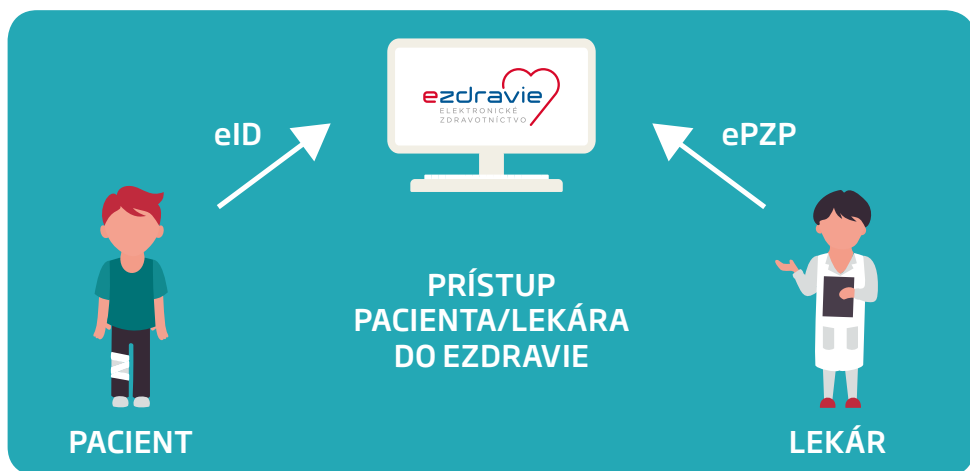 ezdravie
ELEKTRONICKÉ
ZDRAVOTNÍCTVO
eID
ePZP
PRÍSTUP
PACIENTA/LEKÁRA
DO EZDRAVIE
PACIENT
LEKÁR